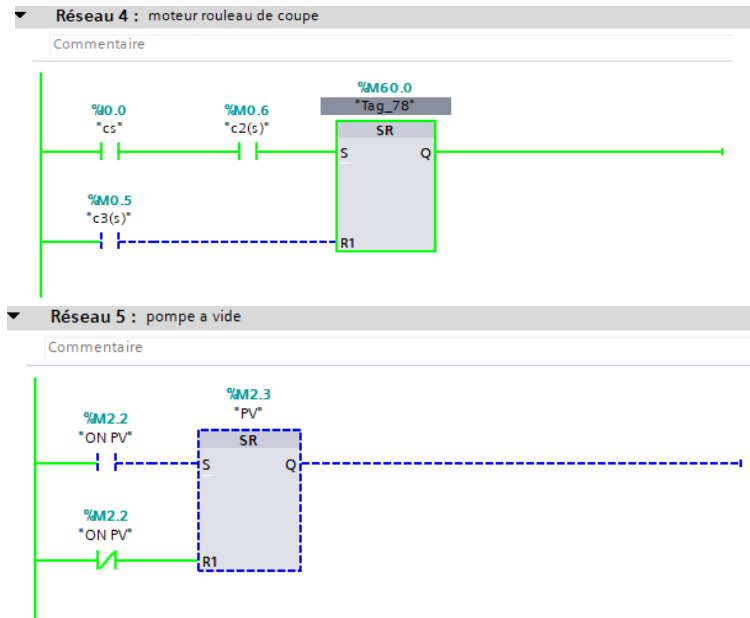 Réseau 4 : moteur rouleau de coupe
Commentaire
%M60.0
"Tag_78"
%I0.0
"cs"
%M0.6
"c2(s)"
SR
S
Q
%M0.5
"c3(s)"
R1
Réseau 5 : pompe a vide
Commentaire
%M2.3
"PV"
%M2.2
"ON PV"
SR
S
Q
%M2.2
"ON PV"
R1